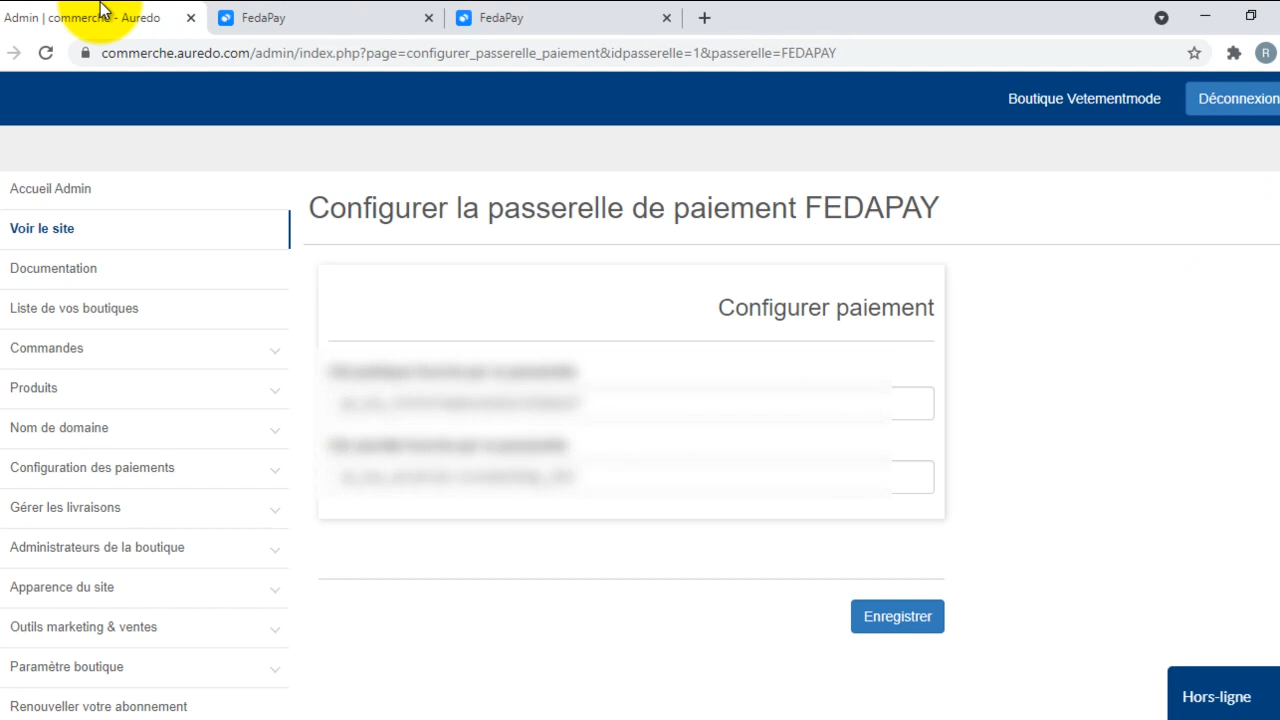 Admin | commerche - Auredo
FedaPay
FedaPay
commerche.auredo.com/admin/index.php?page=configurer_passerelle_paiement&idpasserelle=1&passerelle=FEDAPAY
R
Boutique Vetementmode
Déconnexion
Accueil Admin
Voir le site
Documentation
Liste de vos boutiques
Commandes
Produits
Nom de domaine
Configuration des paiements
Gérer les livraisons
Administrateurs de la boutique
Apparence du site
Outils marketing & ventes
Paramètre boutique
Renouveller votre abonnement
Configurer la passerelle de paiement FEDAPAY
Configurer paiement
Enregistrer
Hors-ligne